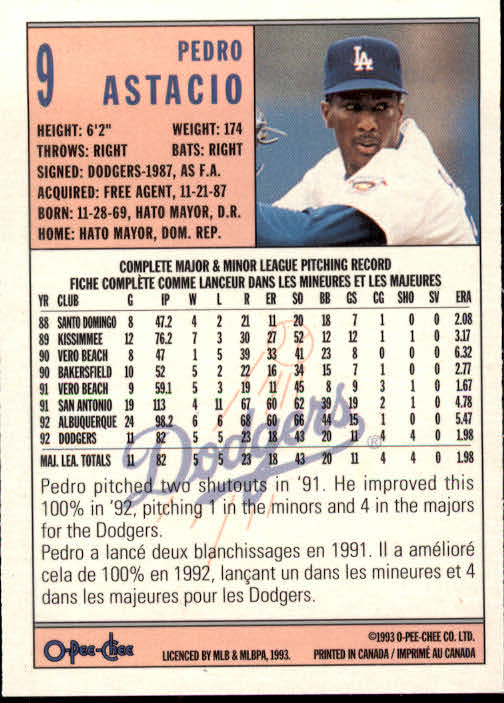 9
PEDRO
ASTACIO
LA
HEIGHT: 6'2" WEIGHT: 174
THROWS: RIGHT BATS: RIGHT
SIGNED: DODGERS-1987, AS F.A.
ACQUIRED: FREE AGENT, 11-21-87
BORN: 11-28-69, HATO MAYOR, D.R.
HOME: HATO MAYOR, DOM. REP.
COMPLETE MAJOR & MINOR LEAGUE PITCHING RECORD
FICHE COMPLÈTE COMME LANCEUR DANS LES MINEURES ET LES MAJEURES
YR CLUB G IP W L R ER SO BB GS CG SHO SV ERA
88 SANTO DOMINGO 8 47.2 4 2 21 11 20 18 7 1 0 0 2.08
89 KISSIMMEE 12 76.2 7 3 30 27 52 12 12 1 0 0 3.17
90 VERO BEACH 8 47 1 5 39 33 41 23 8 0 0 0 6.32
90 BAKERSFIELD 10 52 5 2 22 16 34 15 7 1 0 0 2.77
91 VERO BEACH 9 59.1 5 3 19 11 45 8 9 3 1 0 1.67
91 SAN ANTONIO 19 113 4 11 67 60 62 39 19 2 1 0 4.78
92 ALBUQUERQUE 24 98.2 6 6 68 60 66 44 15 1 0 5.47
92 DODGERS 11 82 5 5 23 18 43 20 11 4 4 0 1.98
MAJ. LEA. TOTALS 11 82 5 5 23 18 43 20 11 4 4 0 1.98
Dodgers®
Pedro pitched two shutouts in '91. He improved this
100% in '92, pitching 1 in the minors and 4 in the majors
for the Dodgers.
Pedro a lancé deux blanchissages en 1991. Il a amélioré
cela de 100% en 1992, lançant un dans les mineures et 4
dans les majeures pour les Dodgers.
O-Pee-Chee
LICENCED BY MLB & MLBPA, 1993.
©1993 O-PEE-CHEE CO. LTD.
PRINTED IN CANADA / IMPRIMÉ AU CANADA